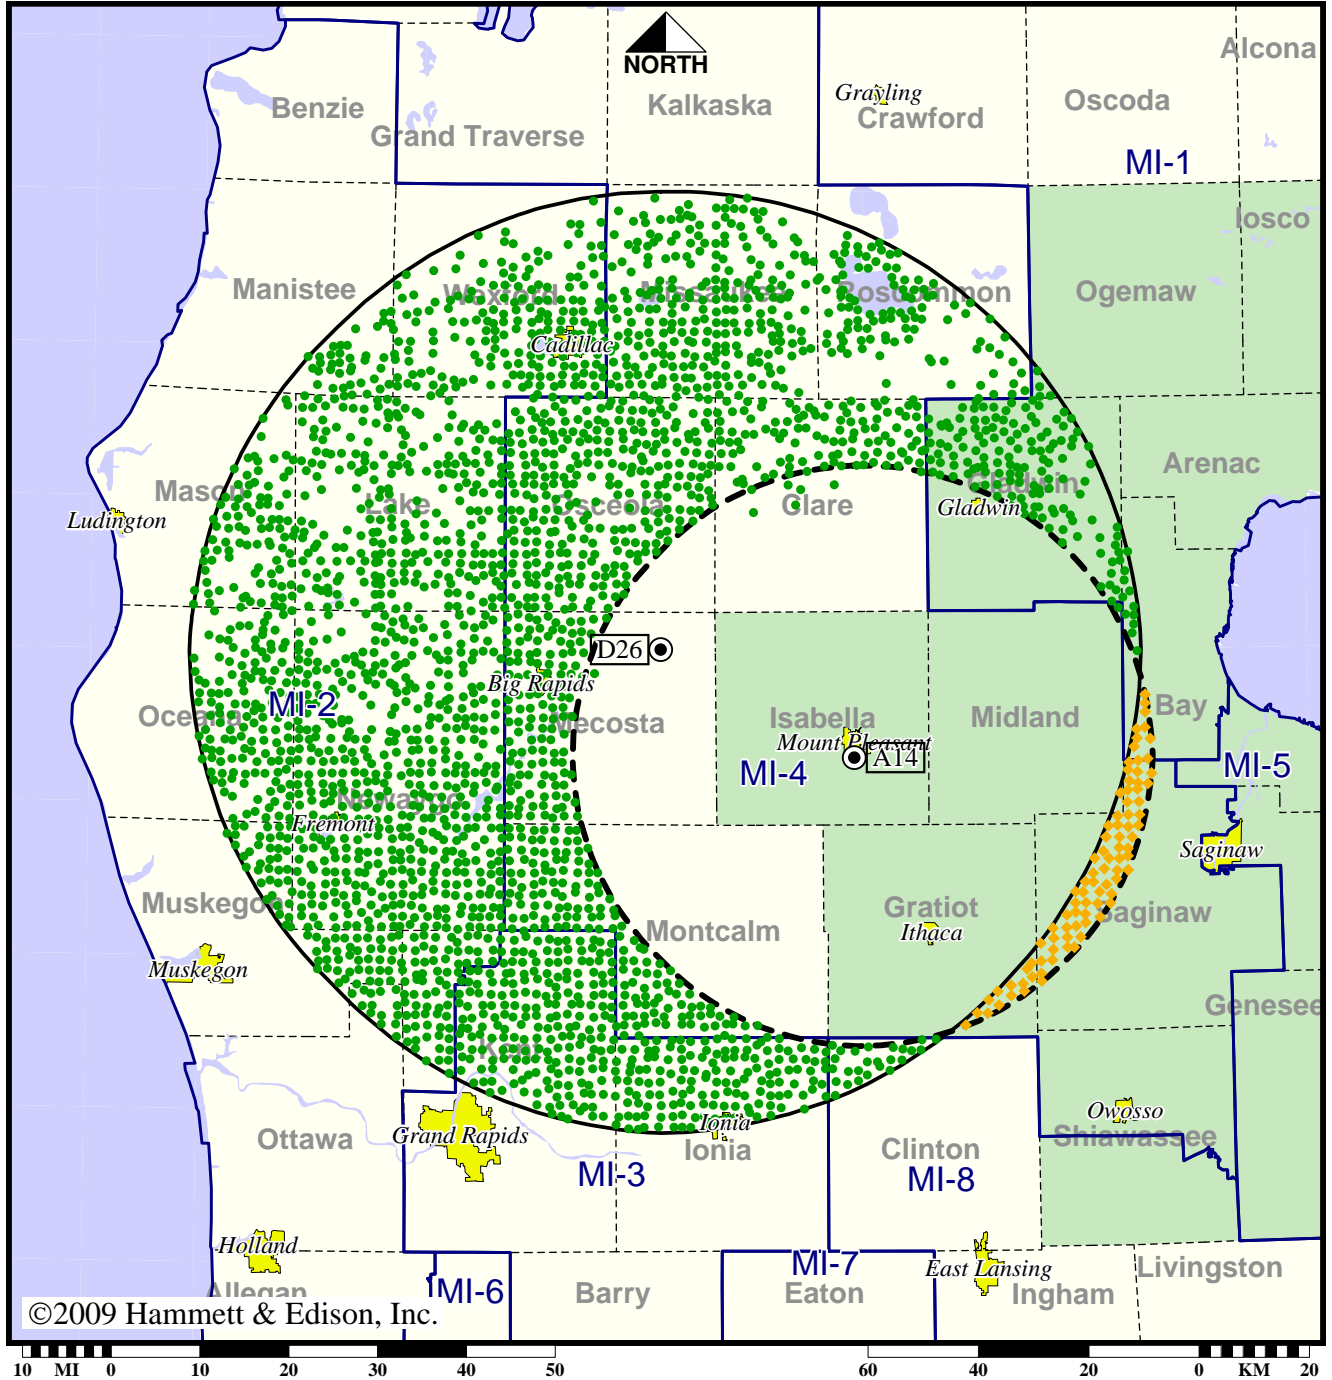 NORTH
Alcona
Grayling
Benzie
Kalkaska
Oscoda
Grand Traverse
Crawford
MI-1
Iosco
Manistee
Wexford
Missaukee
Roscommon
Ogemaw
Cadillac
Mason
Lake
Osceola
Clare
Gladwin
Arenac
Ludington
Gladwin
D26
Big Rapids
MI-2
Oceana
Mecosta
Isabella
Midland
Bay
Mount Pleasant
A14
MI-4
MI-5
Newaygo
Fremont
Saginaw
Muskegon
Montcalm
Gratiot
Saginaw
Ithaca
Muskegon
Genesee
Kent
Ottawa
Grand Rapids
Ionia
Ionia
Owosso
Shiawassee
Clinton
MI-3
MI-8
Holland
MI-7
East Lansing
Livingston
Allegan
MI-6
Barry
Eaton
Ingham
©2009 Hammett & Edison, Inc.
10 MI 0 10 20 30 40 50 60 40 20 0 KM 20